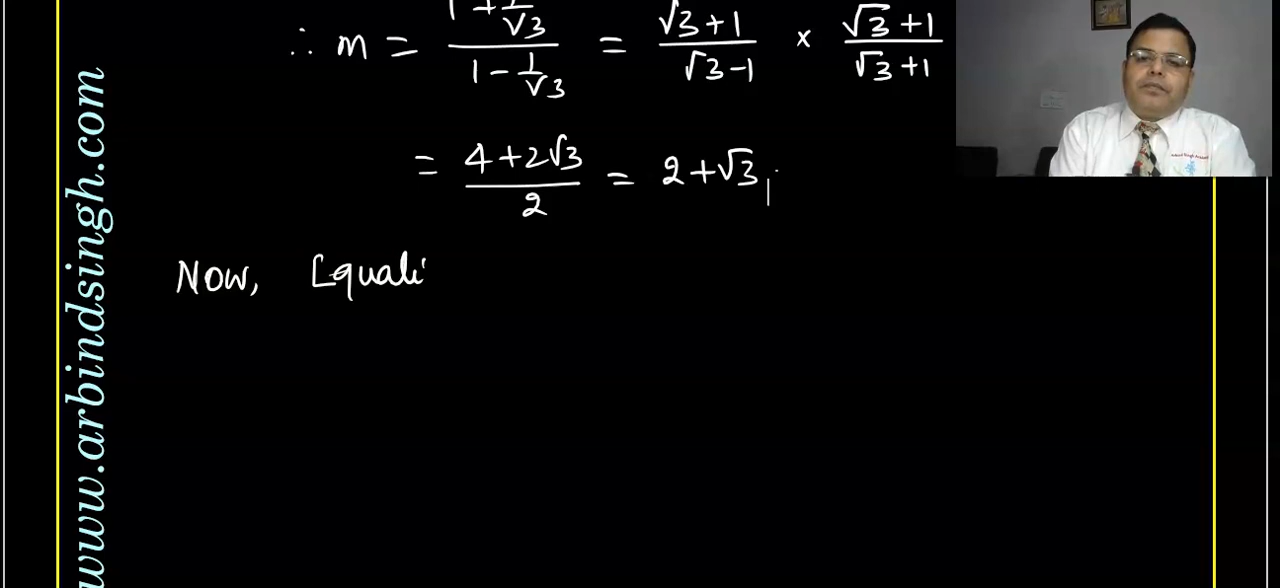 ∴ m = 1 + 1/√3 / 1 - 1/√3 = √3+1 / √3-1 × √3+1 / √3+1
= 4+2√3 / 2 = 2+√3,
Now, Equali
www.arbindsingh.com